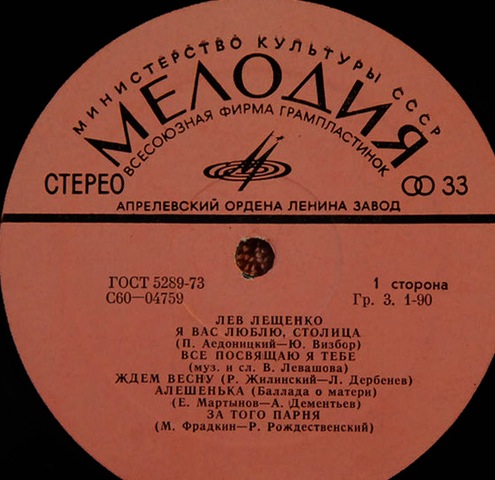 МИНИСТЕРСТВО КУЛЬТУРЫ СССР
МЕЛОДИЯ
ВСЕСОЮЗНАЯ ФИРМА ГРАМПЛАСТИНОК
СТЕРЕО 33
АПРЕЛЕВСКИЙ ОРДЕНА ЛЕНИНА ЗАВОД
ГОСТ 5289-73 1 сторона
С60—04759 Гр. 3. 1-90
ЛЕВ ЛЕЩЕНКО
Я ВАС ЛЮБЛЮ, СТОЛИЦА
(П. Аедоницкий—Ю. Визбор)
ВСЕ ПОСВЯЩАЮ Я ТЕБЕ
(муз. и сл. В. Левашова)
ЖДЕМ ВЕСНУ (Р. Жилинский—Л. Дербенев)
АЛЕШЕНЬКА (Баллада о матери)
(Е. Мартынов—А. Дементьев)
ЗА ТОГО ПАРНЯ
(М. Фрадкин—Р. Рождественский)